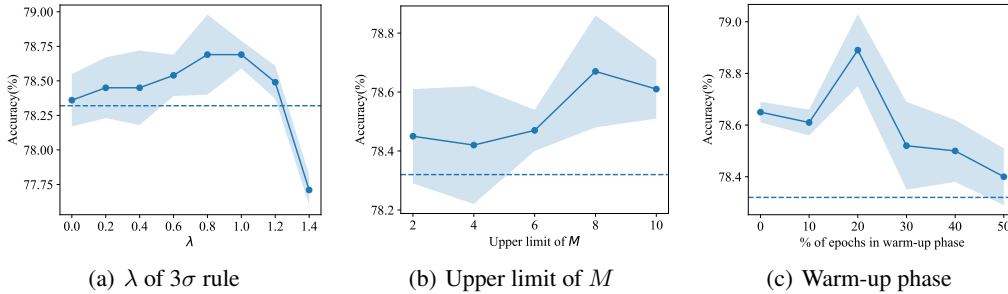 79.00
78.75
78.50
78.25
78.00
77.75
Accuracy(%)
0.0 0.2 0.4 0.6 0.8 1.0 1.2 1.4
λ
(a) λ of 3σ rule
78.8
78.6
78.4
78.2
Accuracy(%)
2 4 6 8 10
Upper limit of M
(b) Upper limit of M
79.0
78.8
78.6
78.4
Accuracy(%)
0 10 20 30 40 50
% of epochs in warm-up phase
(c) Warm-up phase